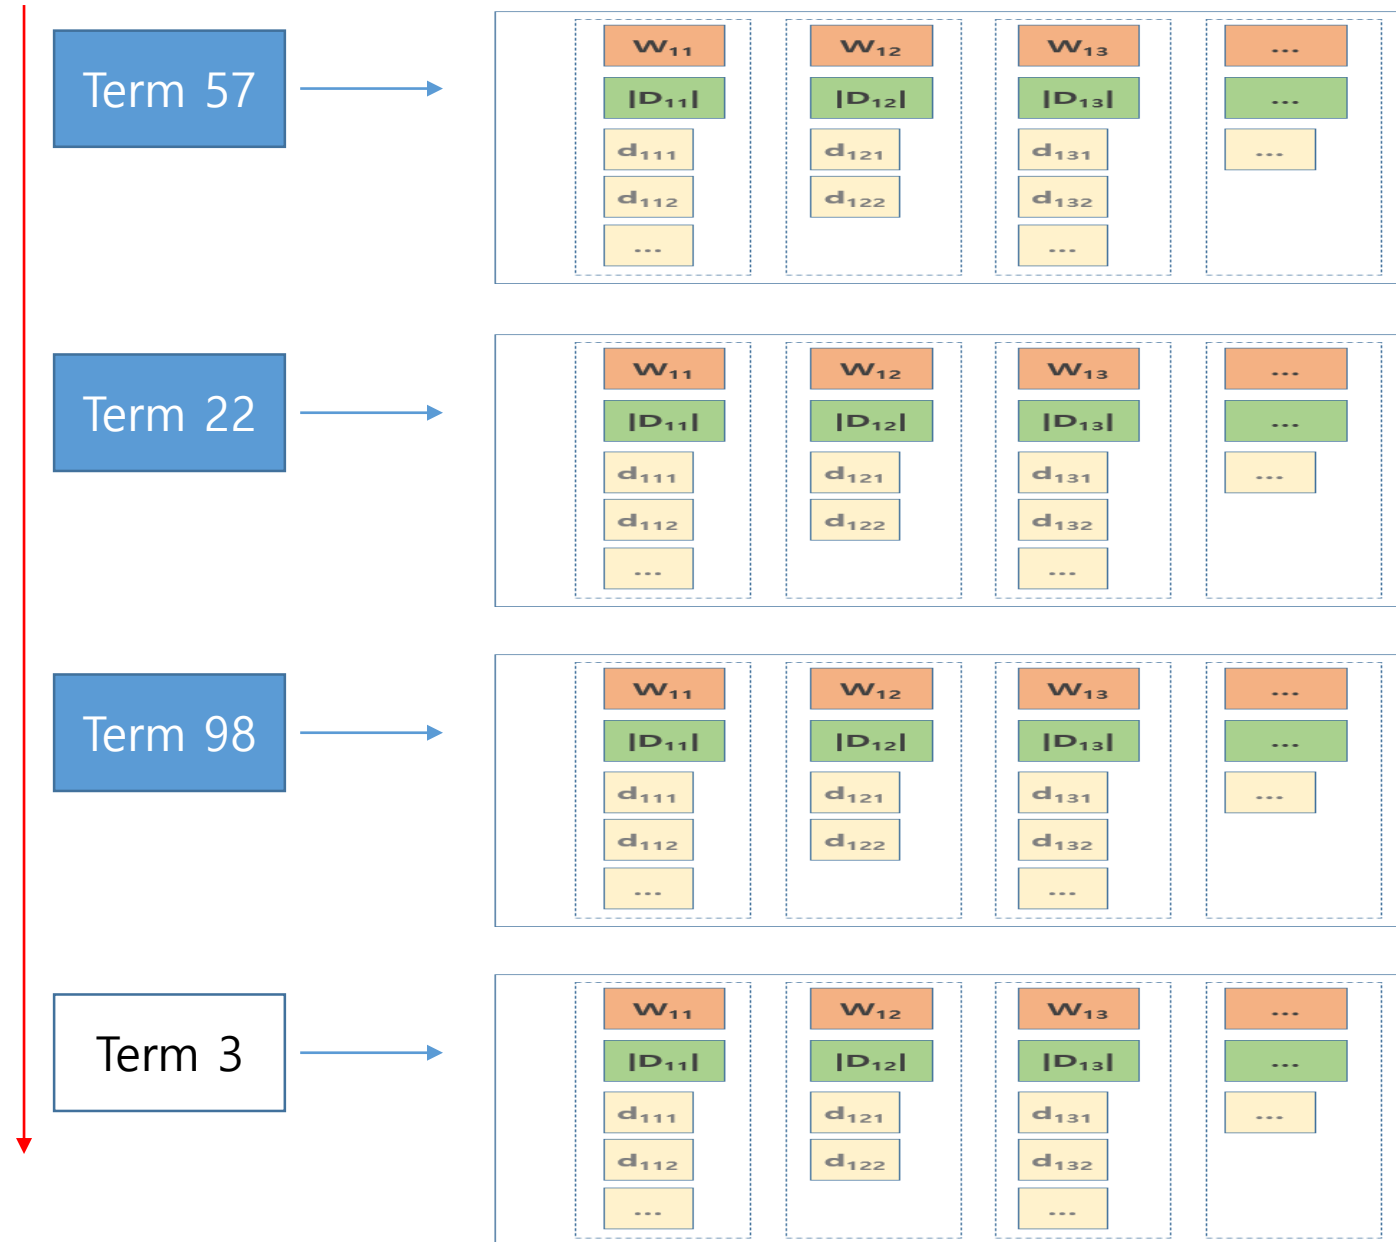 Term 57
W₁₁ W₁₂ W₁₃ ...
|D₁₁| |D₁₂| |D₁₃| ...
d₁₁₁ d₁₂₁ d₁₃₁ ...
d₁₁₂ d₁₂₂ d₁₃₂
... ...
Term 22
W₁₁ W₁₂ W₁₃ ...
|D₁₁| |D₁₂| |D₁₃| ...
d₁₁₁ d₁₂₁ d₁₃₁ ...
d₁₁₂ d₁₂₂ d₁₃₂
... ...
Term 98
W₁₁ W₁₂ W₁₃ ...
|D₁₁| |D₁₂| |D₁₃| ...
d₁₁₁ d₁₂₁ d₁₃₁ ...
d₁₁₂ d₁₂₂ d₁₃₂
... ...
Term 3
W₁₁ W₁₂ W₁₃ ...
|D₁₁| |D₁₂| |D₁₃| ...
d₁₁₁ d₁₂₁ d₁₃₁ ...
d₁₁₂ d₁₂₂ d₁₃₂
... ...